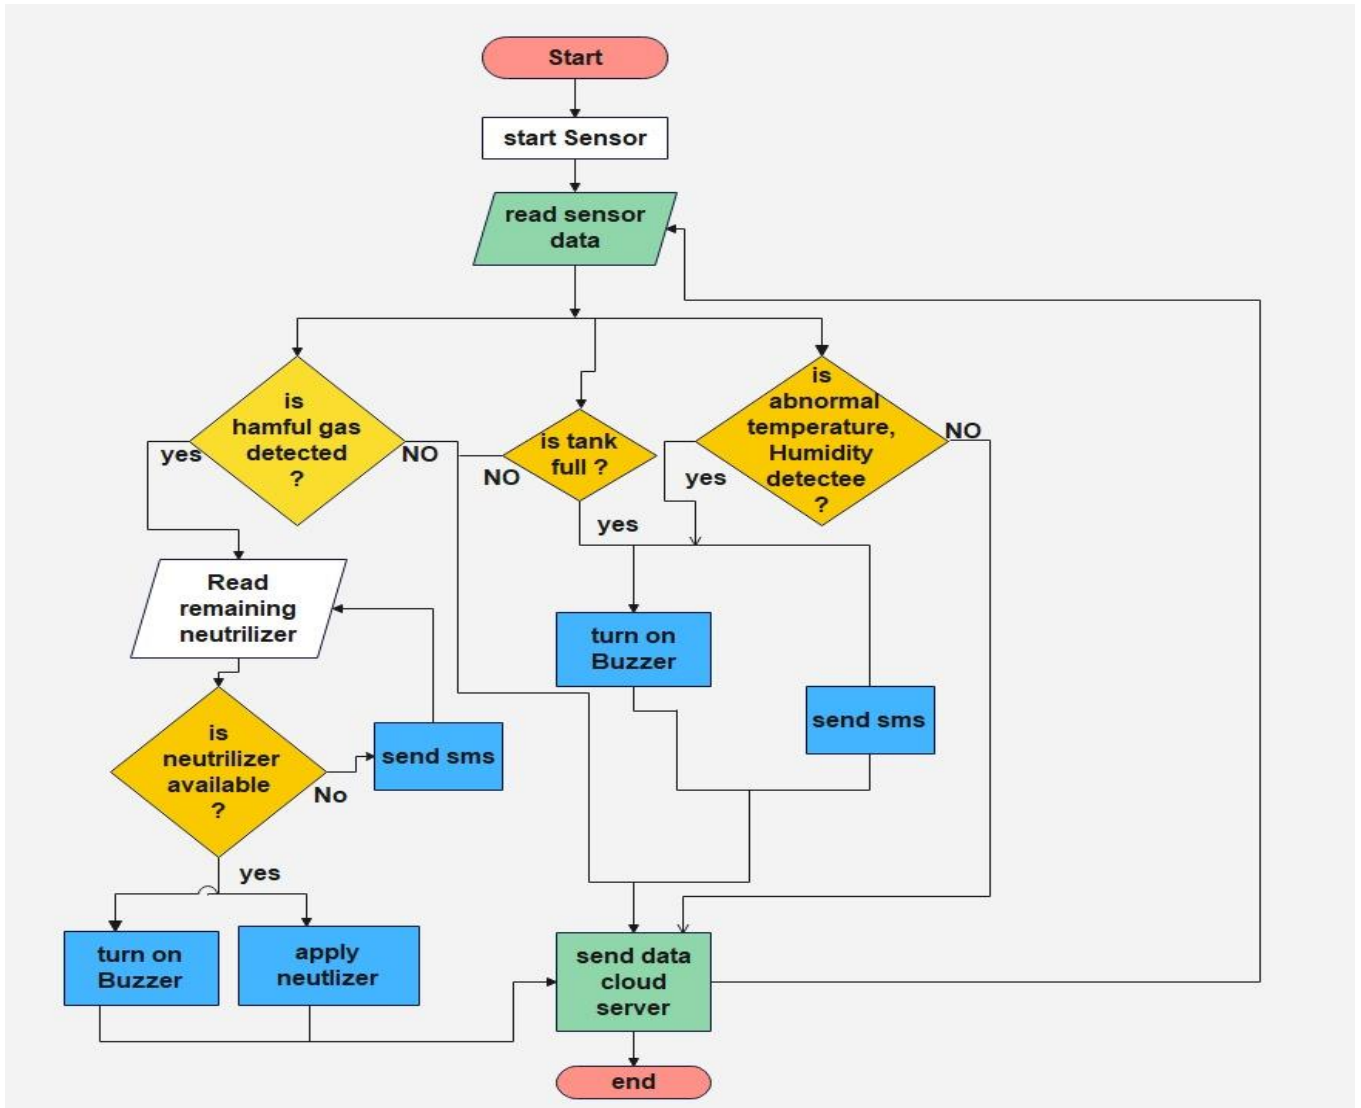 Start
start Sensor
read sensor
data
is
hamful gas
detected
?
yes
NO
is tank
full ?
NO
yes
is
abnormal
temperature,
Humidity
detectee
?
yes
NO
Read
remaining
neutrilizer
turn on
Buzzer
send sms
is
neutrilizer
available
?
No
send sms
yes
turn on
Buzzer
apply
neutlizer
send data
cloud
server
end